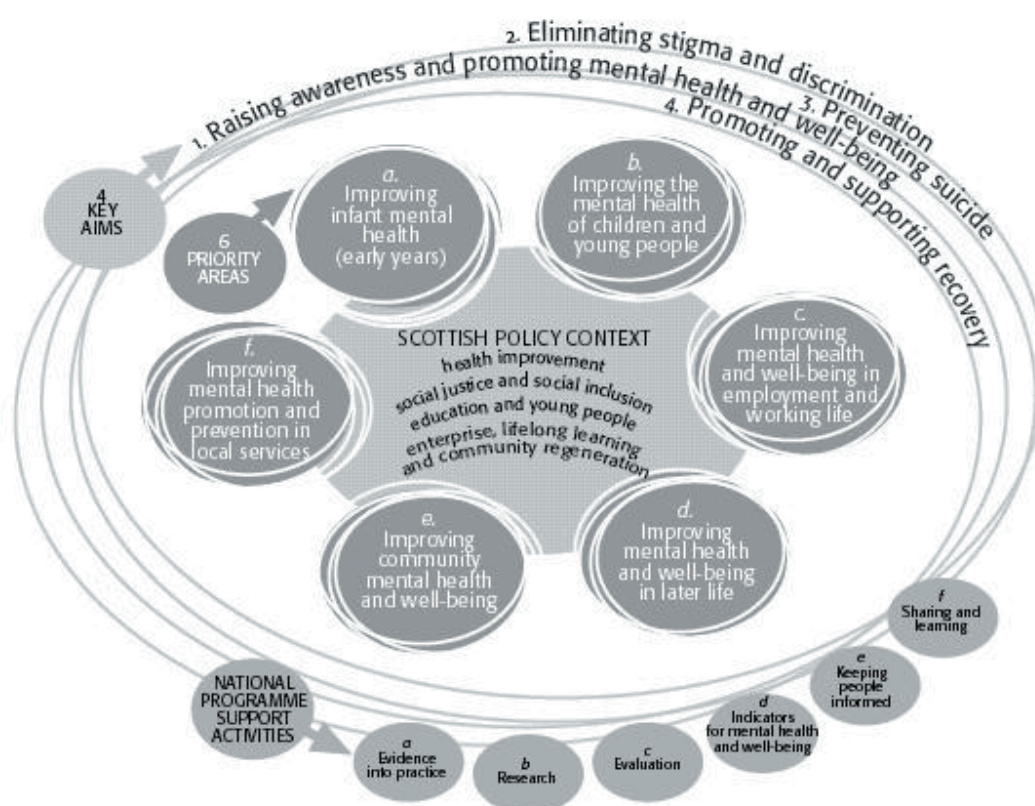 4
KEY
AIMS
1. Raising awareness and promoting mental health and well-being
2. Eliminating stigma and discrimination
3. Preventing suicide
4. Promoting and supporting recovery
6
PRIORITY
AREAS
a.
Improving
infant mental
health
(early years)
b.
Improving the
mental health
of children and
young people
c.
Improving
mental health
and well-being in
employment and
working life
d.
Improving
mental health
and well-being
in later life
e.
Improving
community
mental health
and well-being
f.
Improving
mental health
promotion and
prevention in
local services
SCOTTISH POLICY CONTEXT
health improvement
social justice and social inclusion
education and young people
enterprise, lifelong learning
and community regeneration
NATIONAL
PROGRAMME
SUPPORT
ACTIVITIES
a
Evidence
into practice
b
Research
c
Evaluation
d
Indicators
for mental health
and well-being
e
Keeping
people
informed
f
Sharing and
learning